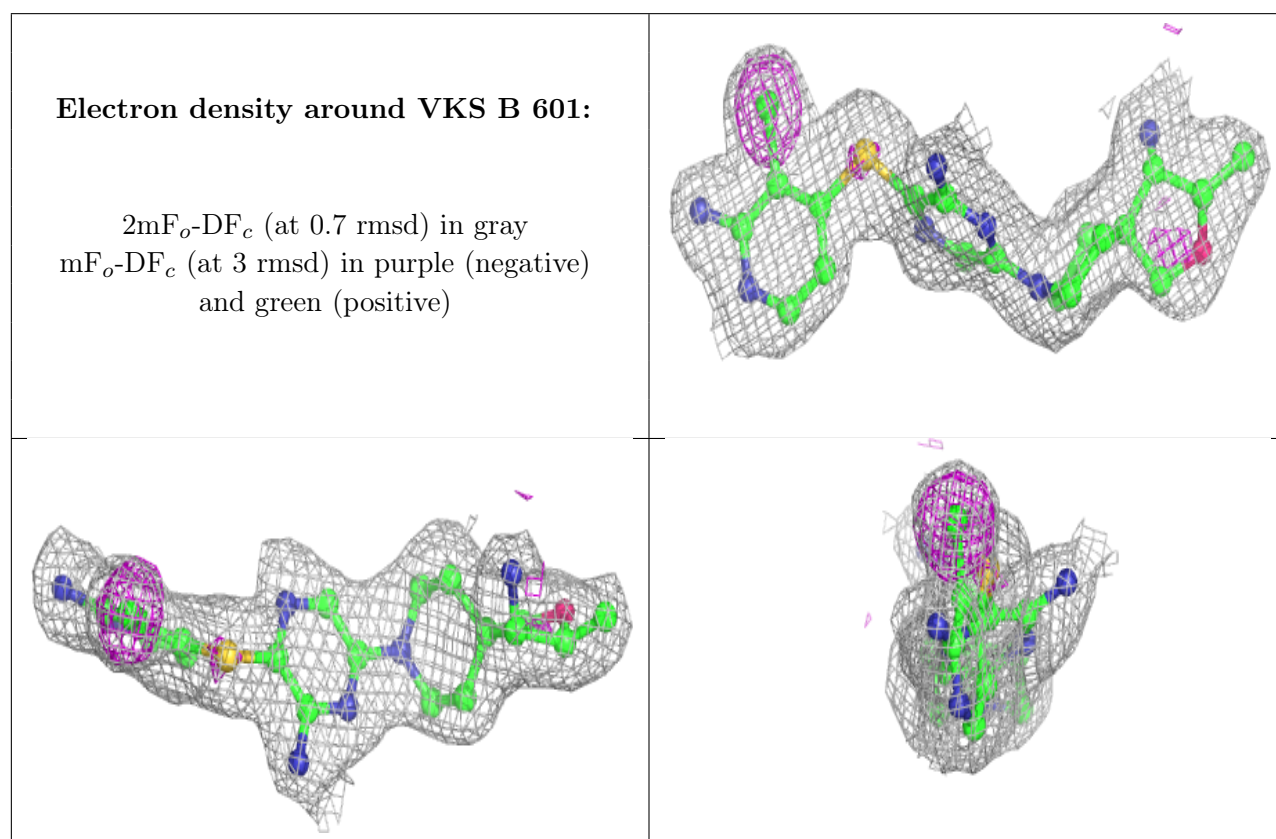 Electron density around VKS B 601:
2mFo-DFc (at 0.7 rmsd) in gray
mFo-DFc (at 3 rmsd) in purple (negative)
and green (positive)